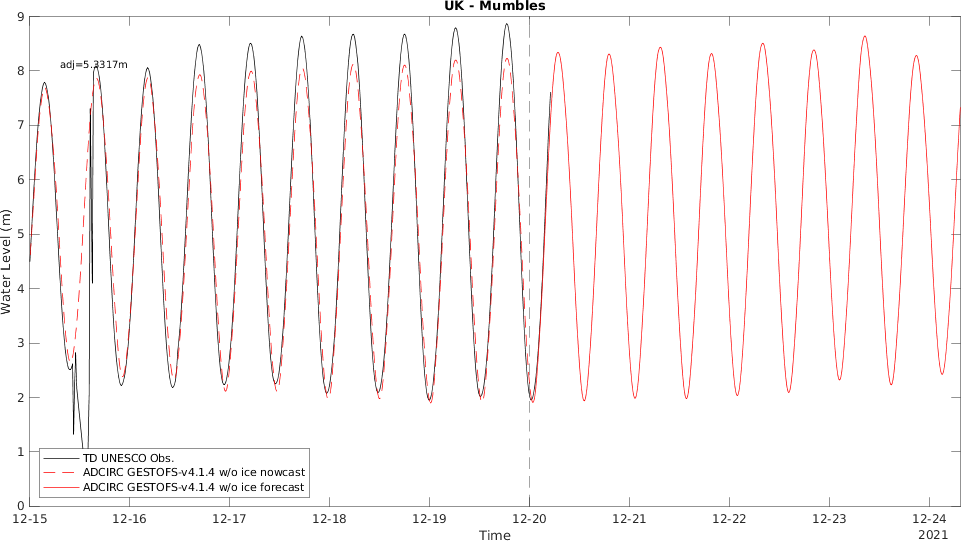 UK - Mumbles
9
8
7
6
5
4
3
2
1
0
Water Level (m)
adj=5.3317m
TD UNESCO Obs.
ADCIRC GESTOFS-v4.1.4 w/o ice nowcast
ADCIRC GESTOFS-v4.1.4 w/o ice forecast
12-15 12-16 12-17 12-18 12-19 12-20 12-21 12-22 12-23 12-24
Time
2021